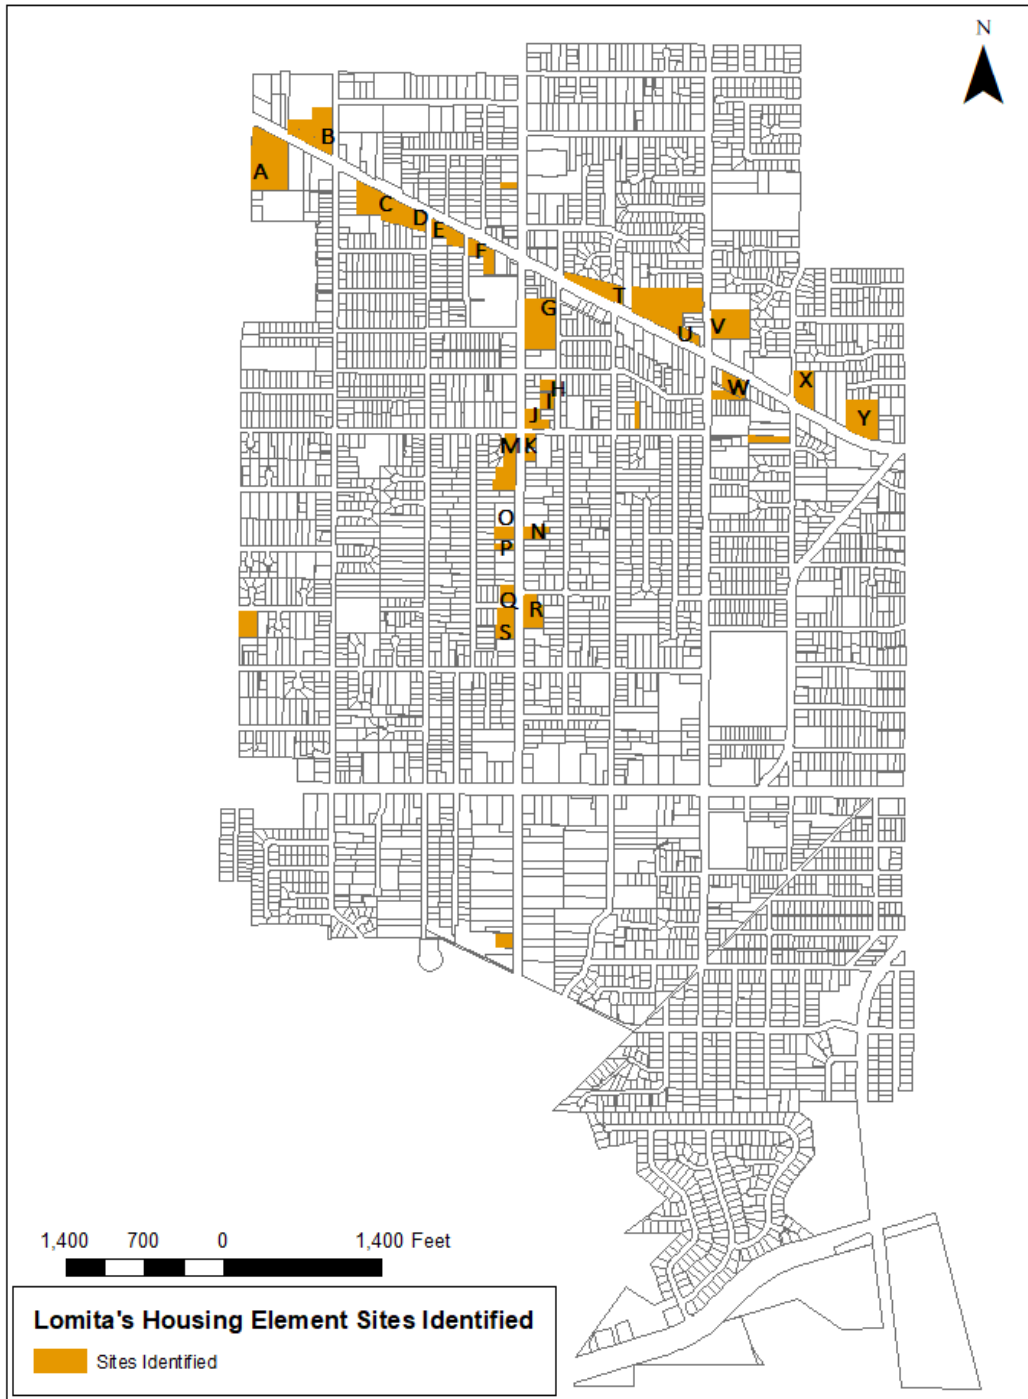 N
B
A
C
D
E
F
T
G
U
V
H
W
X
I
J
Y
M K
O
N
P
Q
R
S
1,400 700 0 1,400 Feet
Lomita's Housing Element Sites Identified
Sites Identified